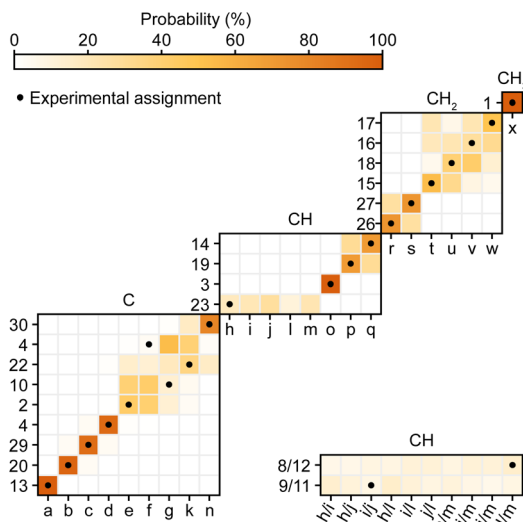 Probability (%)
0 20 40 60 80 100
Experimental assignment
CH
CH₂
1
x
17
16
18
15
27
26
r s t u v w
CH
14
19
3
23
h i j l m o p q
C
30
4
22
10
2
4
29
20
13
a b c d e f g k n
CH
8/12
9/11
h/i h/j i/j h/l i/l j/l